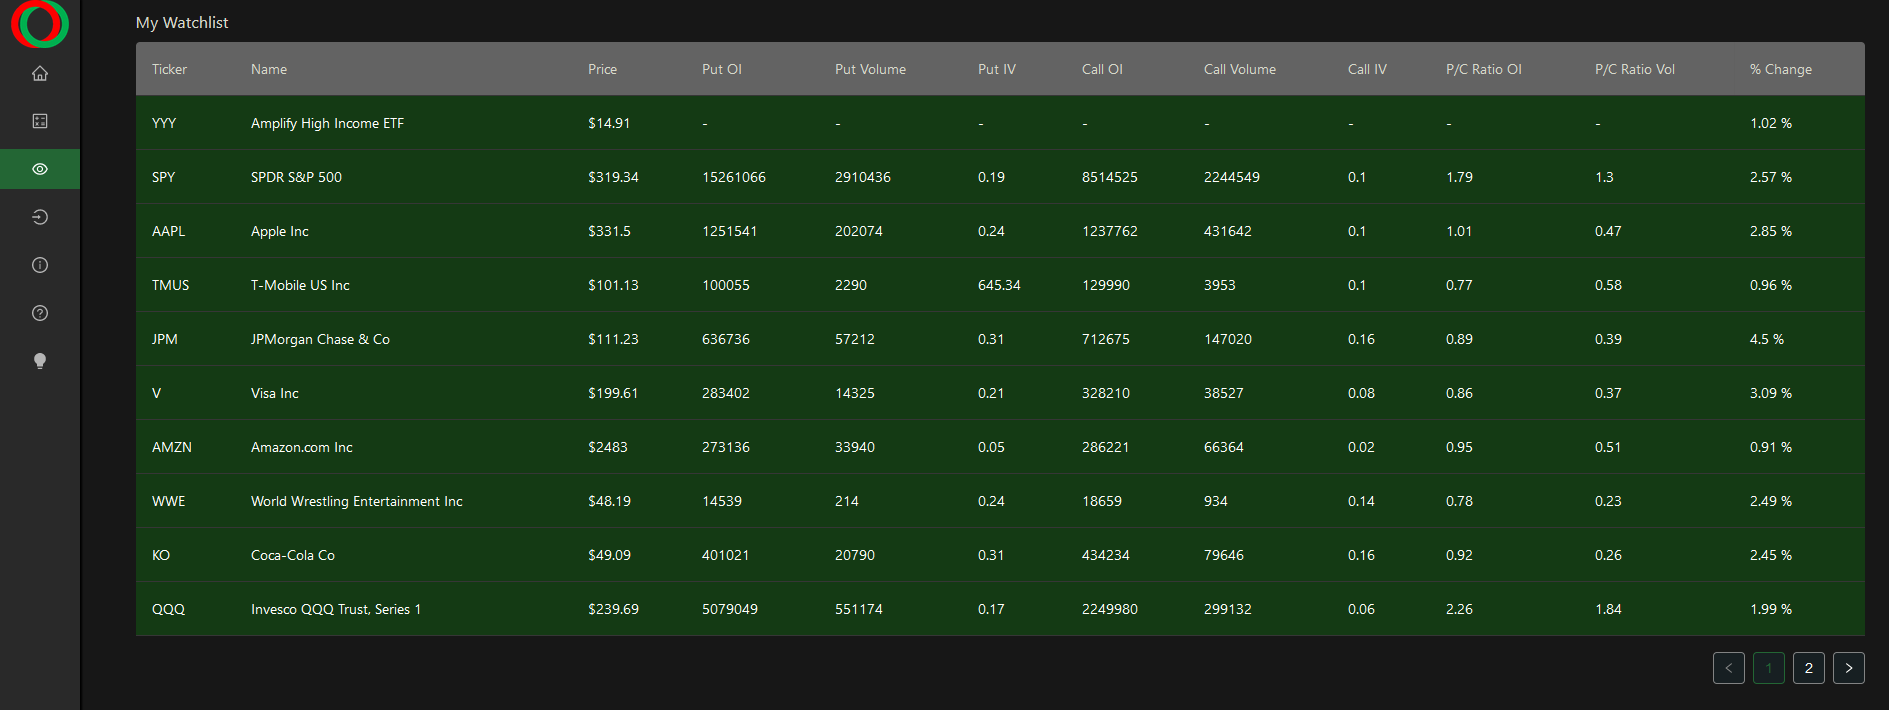 My Watchlist
Ticker Name Price Put OI Put Volume Put IV Call OI Call Volume Call IV P/C Ratio OI P/C Ratio Vol % Change
YYY Amplify High Income ETF $14.91 - - - - - - - - 1.02 %
SPY SPDR S&P 500 $319.34 15261066 2910436 0.19 8514525 2244549 0.1 1.79 1.3 2.57 %
AAPL Apple Inc $331.5 1251541 202074 0.24 1237762 431642 0.1 1.01 0.47 2.85 %
TMUS T-Mobile US Inc $101.13 100055 2290 645.34 129990 3953 0.1 0.77 0.58 0.96 %
JPM JPMorgan Chase & Co $111.23 636736 57212 0.31 712675 147020 0.16 0.89 0.39 4.5 %
V Visa Inc $199.61 283402 14325 0.21 328210 38527 0.08 0.86 0.37 3.09 %
AMZN Amazon.com Inc $2483 273136 33940 0.05 286221 66364 0.02 0.95 0.51 0.91 %
WWE World Wrestling Entertainment Inc $48.19 14539 214 0.24 18659 934 0.14 0.78 0.23 2.49 %
KO Coca-Cola Co $49.09 401021 20790 0.31 434234 79646 0.16 0.92 0.26 2.45 %
QQQ Invesco QQQ Trust, Series 1 $239.69 5079049 551174 0.17 2249980 299132 0.06 2.26 1.84 1.99 %
< 1 2 >